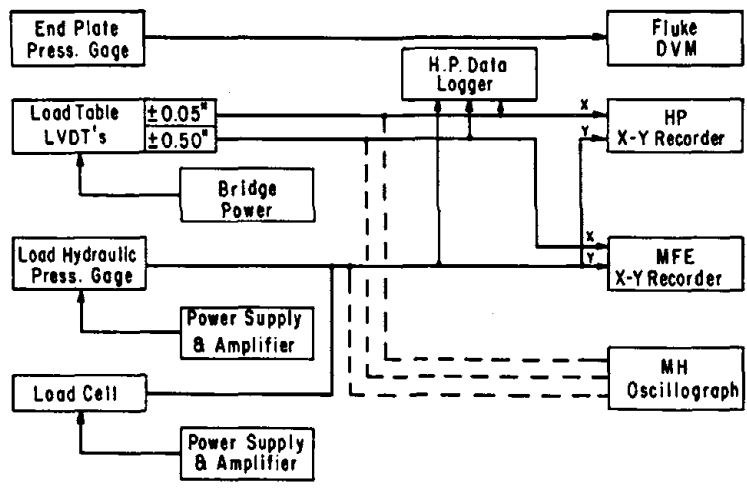 End Plate
Press. Gage
Fluke
DVM
H.P. Data
Logger
Load Table
LVDT's
±0.05"
±0.50"
X
Y
HP
X-Y Recorder
Bridge
Power
Load Hydraulic
Press. Gage
X
Y
MFE
X-Y Recorder
Power Supply
& Amplifier
MH
Oscillograph
Load Cell
Power Supply
& Amplifier